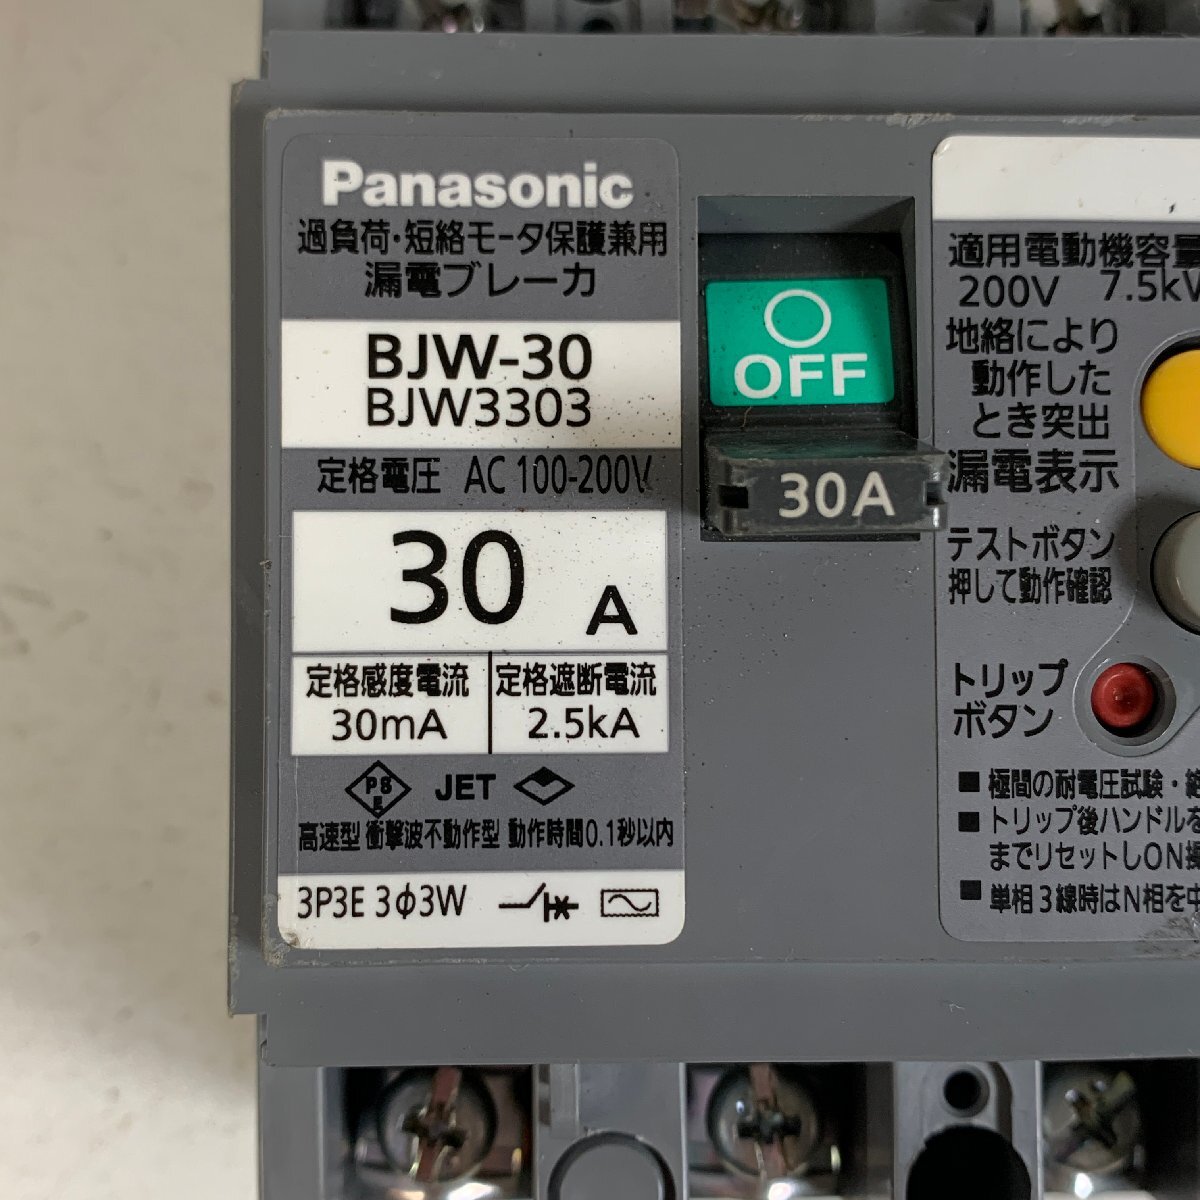 Panasonic
過負荷・短絡モータ保護兼用
漏電ブレーカ
BJW-30
BJW3303
定格電圧 AC 100-200V
30 A
定格感度電流
30mA
定格遮断電流
2.5kA
PS
E
JET
高速型 衝撃波不動作型 動作時間0.1秒以内
3P3E 3φ3W
OFF
30A
適用電動機容量
200V 7.5kW
地絡により
動作した
とき突出
漏電表示
テストボタン
押して動作確認
トリップ
ボタン
■ 極間の耐電圧試験・
■ トリップ後ハンドルを
までリセットしON
■ 単相3線時はN相を中